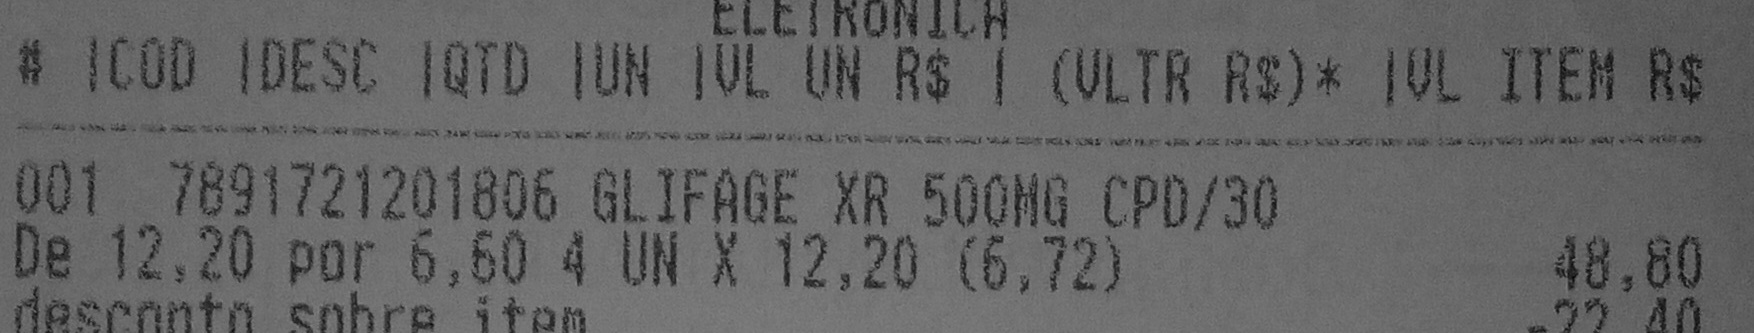 ELETRONICA
# |COD |DESC |QTD |UN |VL UN R$ | (VLTR R$)* |VL ITEM R$
001 7891721201806 GLIFAGE XR 500MG CPD/30
De 12,20 por 6,60 4 UN X 12,20 (6,72) 48,80
desconto sobre item -22,40